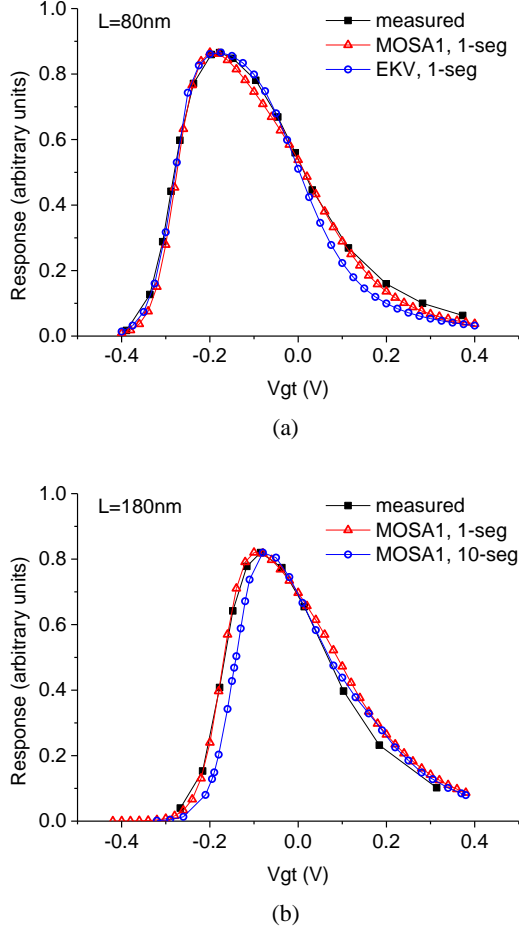 L=80nm
measured
MOSA1, 1-seg
EKV, 1-seg
Response (arbitrary units)
1.0
0.8
0.6
0.4
0.2
0.0
-0.4 -0.2 0.0 0.2 0.4
Vgt (V)
(a)
L=180nm
measured
MOSA1, 1-seg
MOSA1, 10-seg
Response (arbitrary units)
1.0
0.8
0.6
0.4
0.2
0.0
-0.4 -0.2 0.0 0.2 0.4
Vgt (V)
(b)